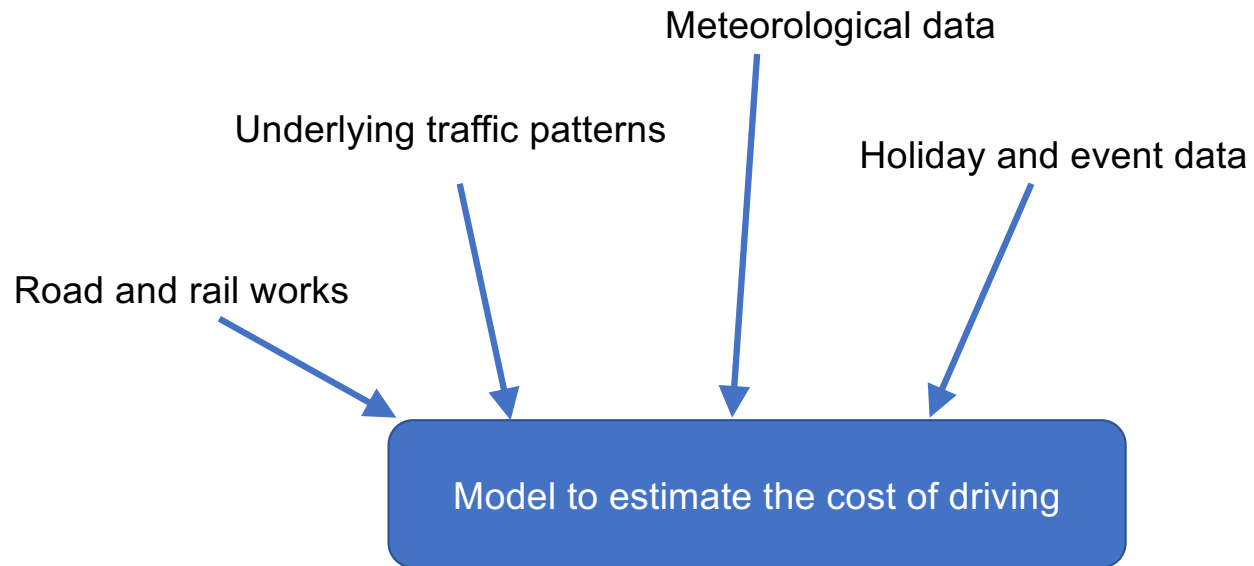 Meteorological data
Underlying traffic patterns
Holiday and event data
Road and rail works
Model to estimate the cost of driving